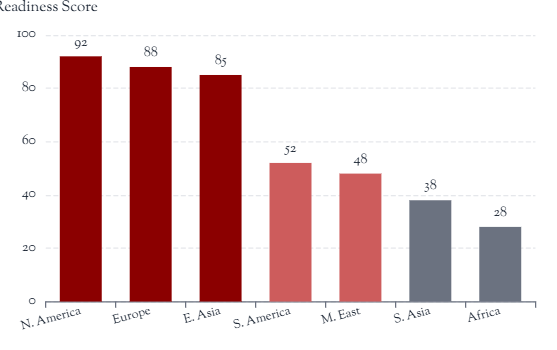 Readiness Score
100
80
60
40
20
0
92
88
85
52
48
38
28
N. America
Europe
E. Asia
S. America
M. East
S. Asia
Africa